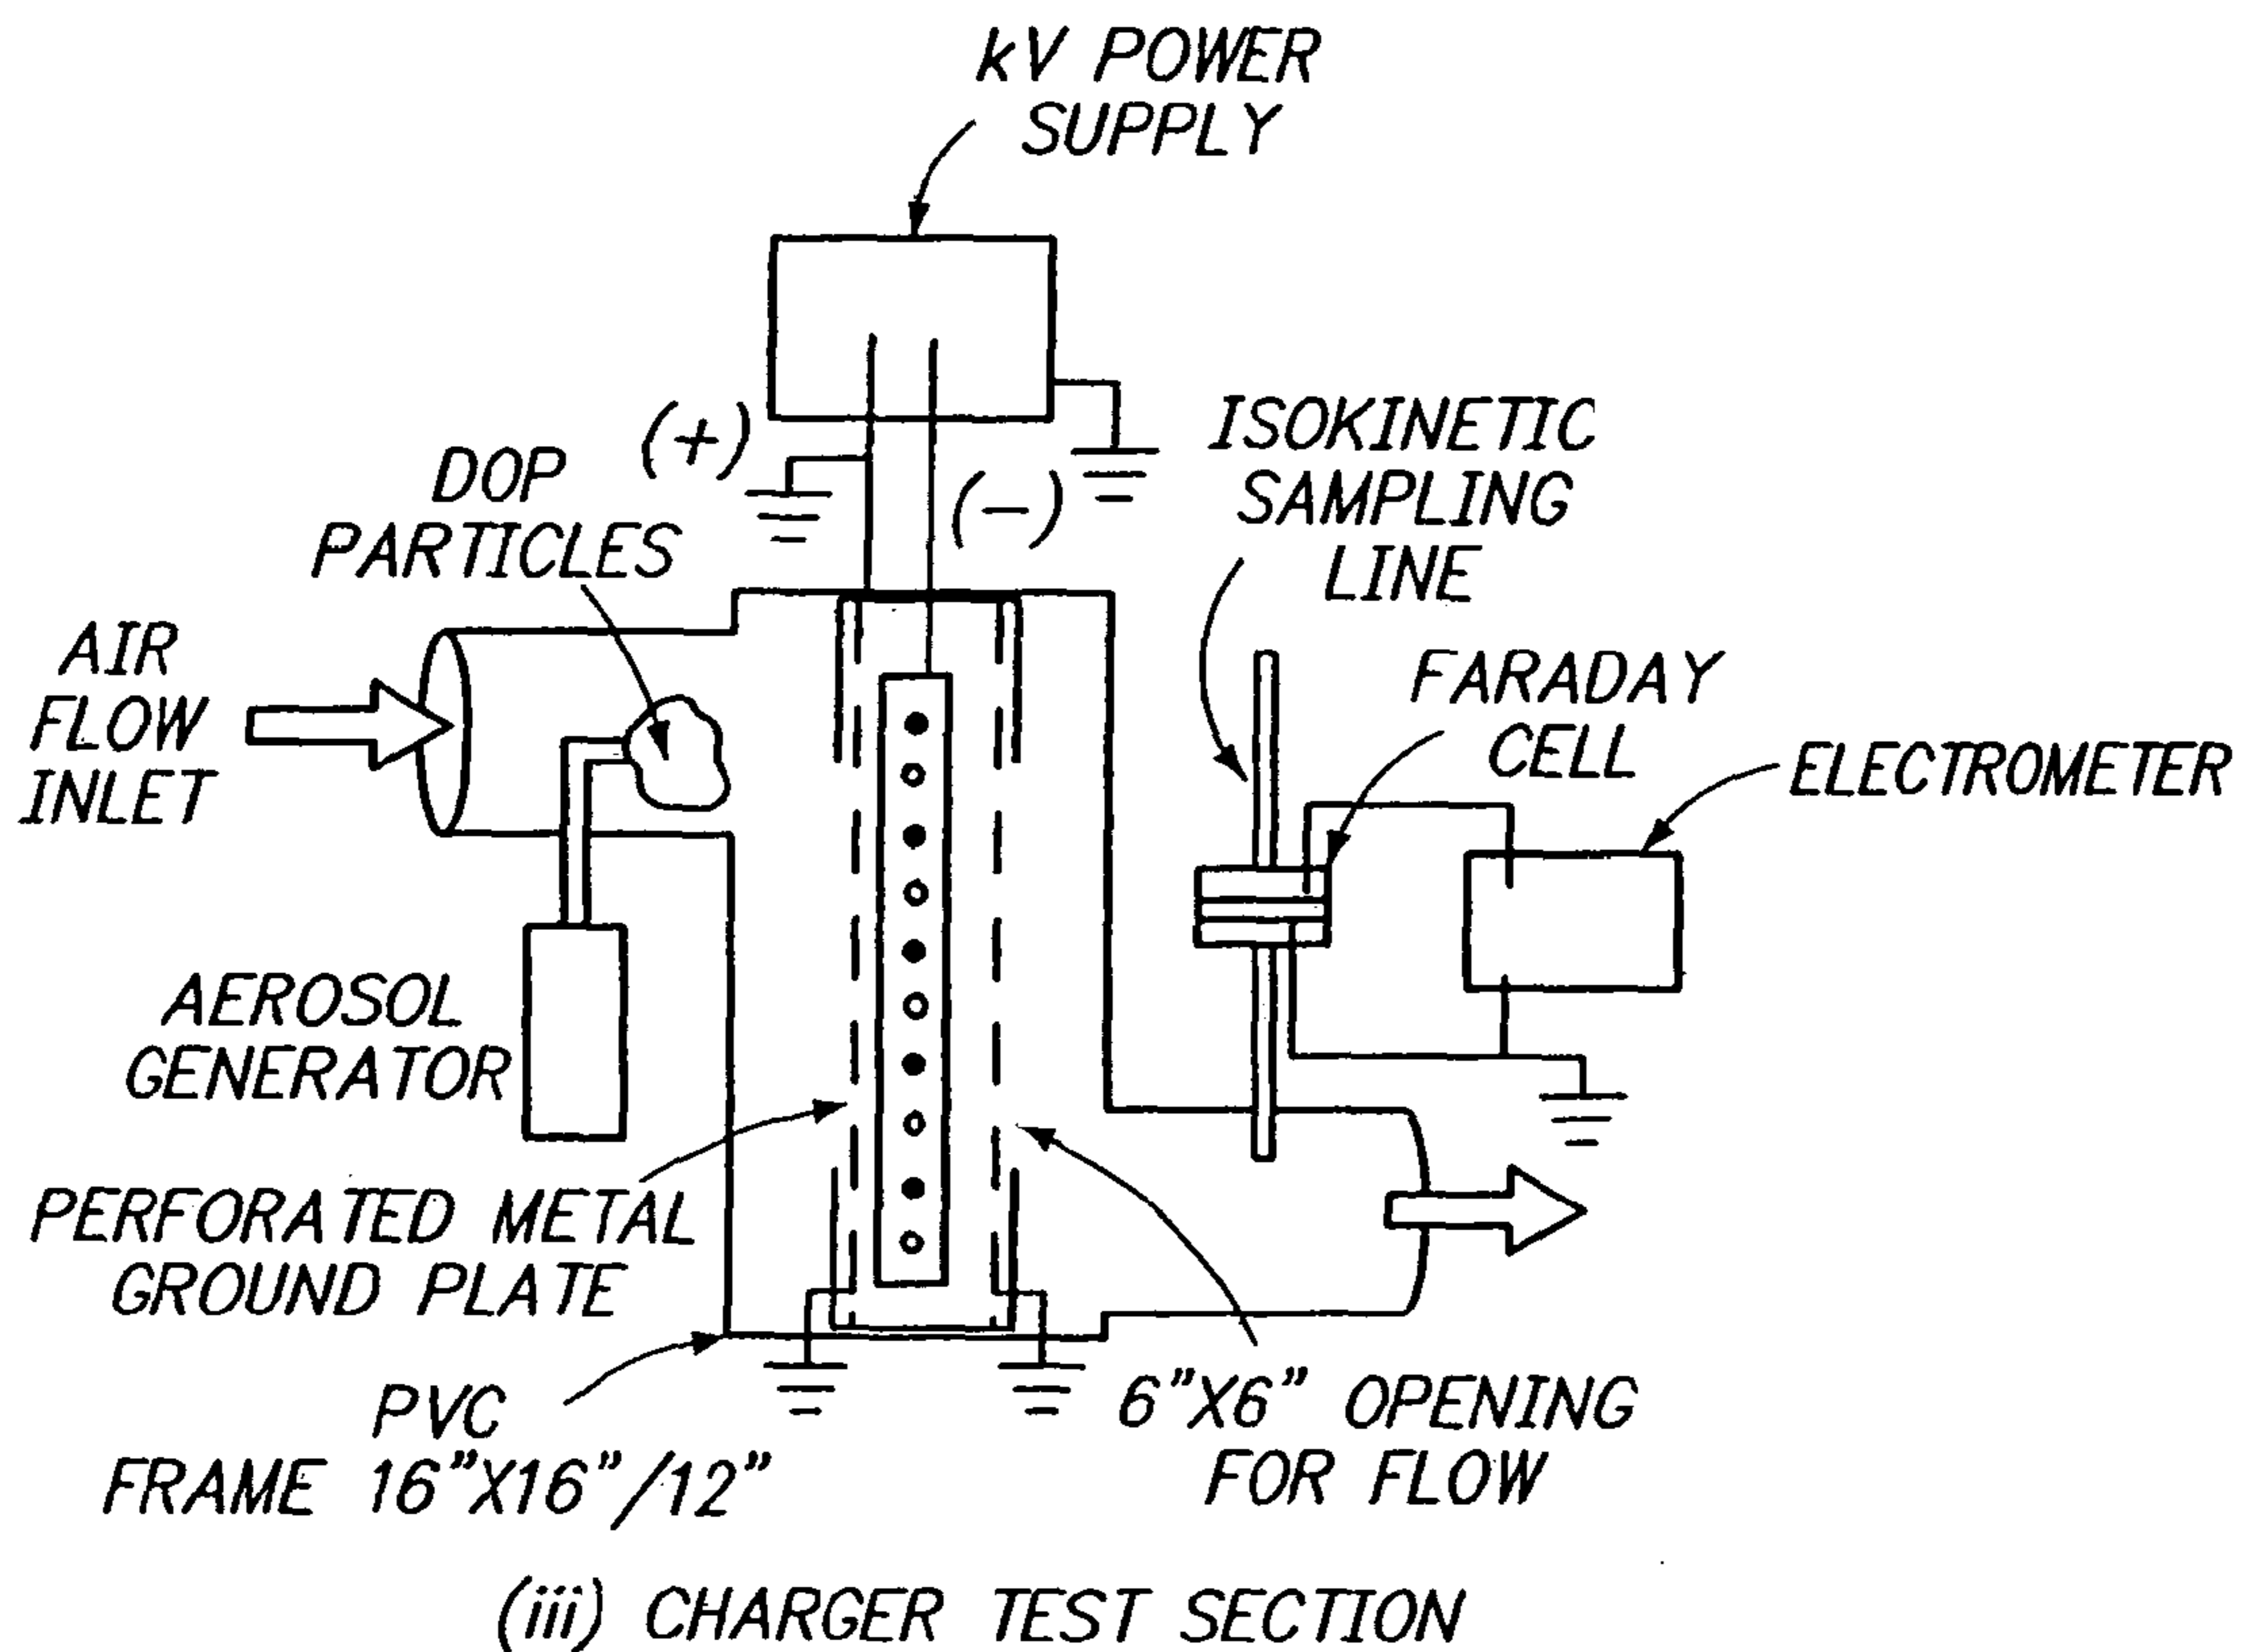 kV POWER
SUPPLY
(+)
(-)
DOP
PARTICLES
ISOKINETIC
SAMPLING
LINE
AIR
FLOW
INLET
FARADAY
CELL
ELECTROMETER
AEROSOL
GENERATOR
PERFORATED METAL
GROUND PLATE
PVC
FRAME 16"X16"/12"
6"X6" OPENING
FOR FLOW
(iii) CHARGER TEST SECTION